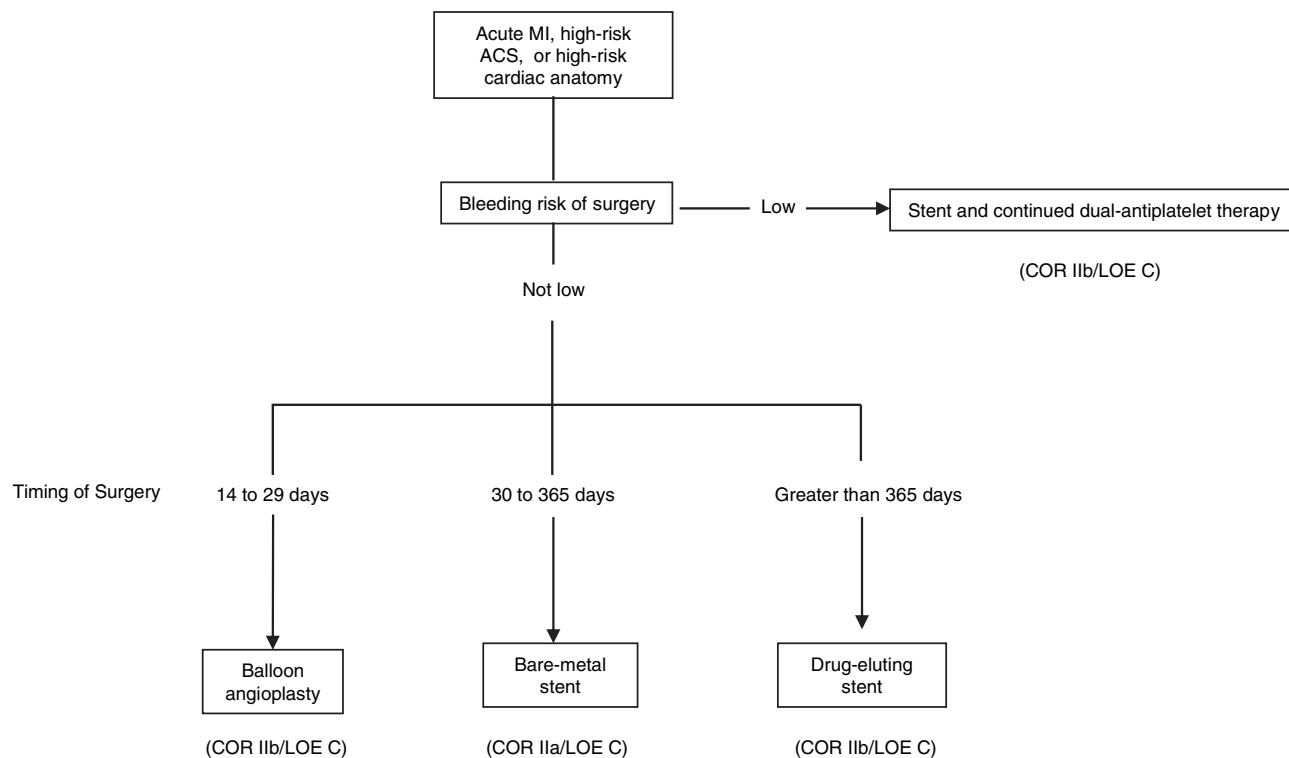 Acute MI, high-risk
ACS, or high-risk
cardiac anatomy
Bleeding risk of surgery
Low
Stent and continued dual-antiplatelet therapy
(COR IIb/LOE C)
Not low
Timing of Surgery
14 to 29 days
30 to 365 days
Greater than 365 days
Balloon
angioplasty
Bare-metal
stent
Drug-eluting
stent
(COR IIb/LOE C)
(COR IIa/LOE C)
(COR IIb/LOE C)